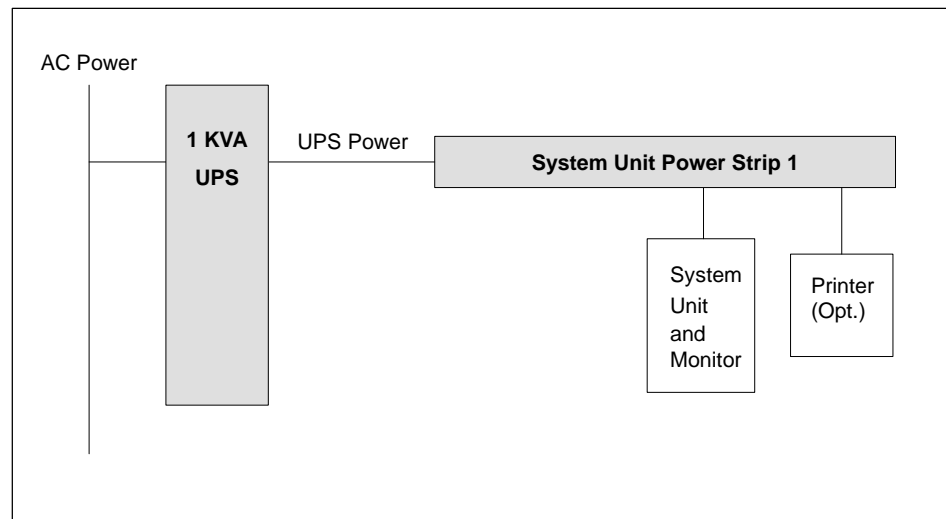 AC Power
1 KVA
UPS
UPS Power
System Unit Power Strip 1
System
Unit
and
Monitor
Printer
(Opt.)